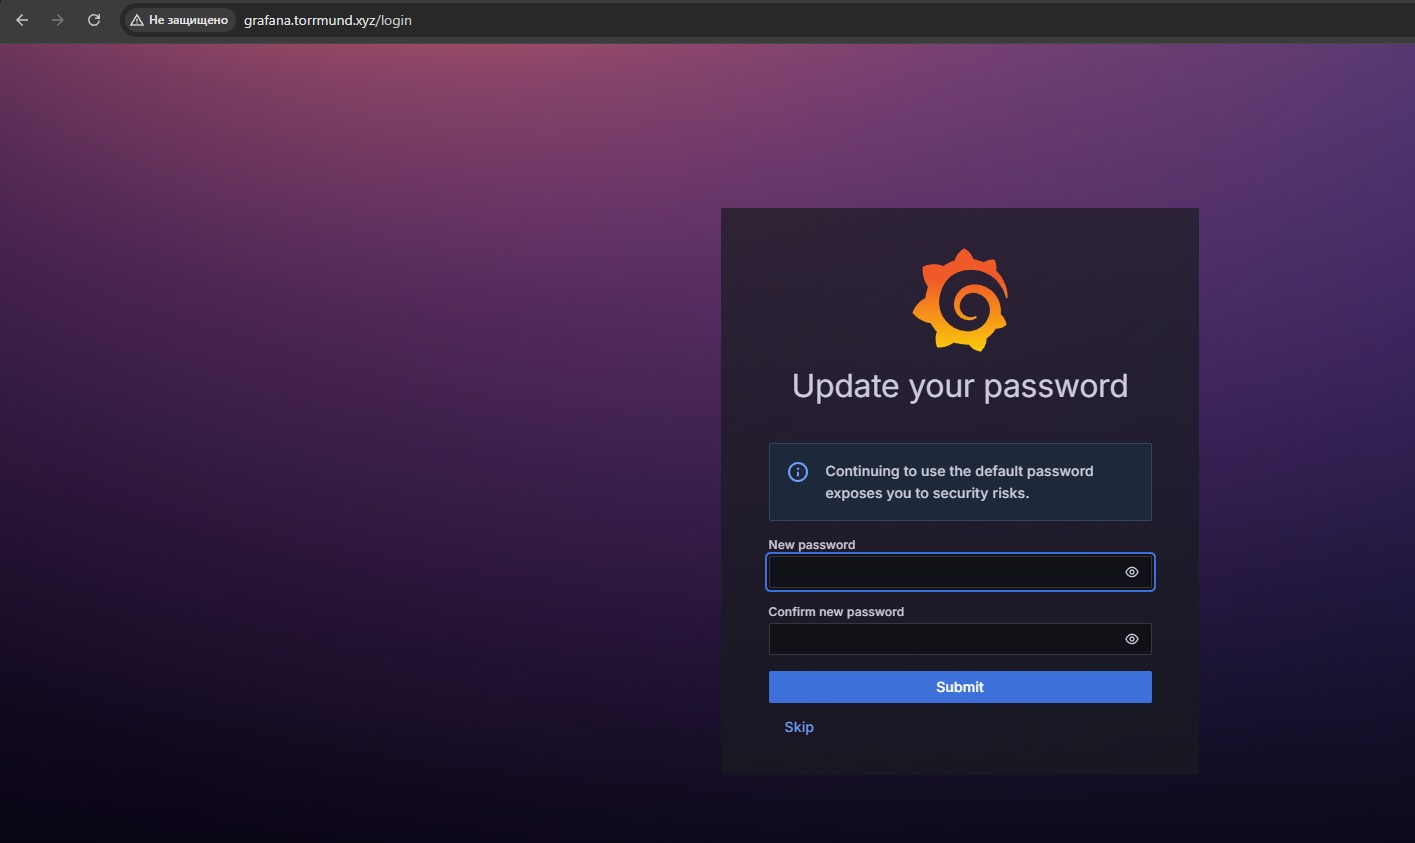 Не защищено grafana.torrmund.xyz/login
Update your password
Continuing to use the default password
exposes you to security risks.
New password
Confirm new password
Submit
Skip